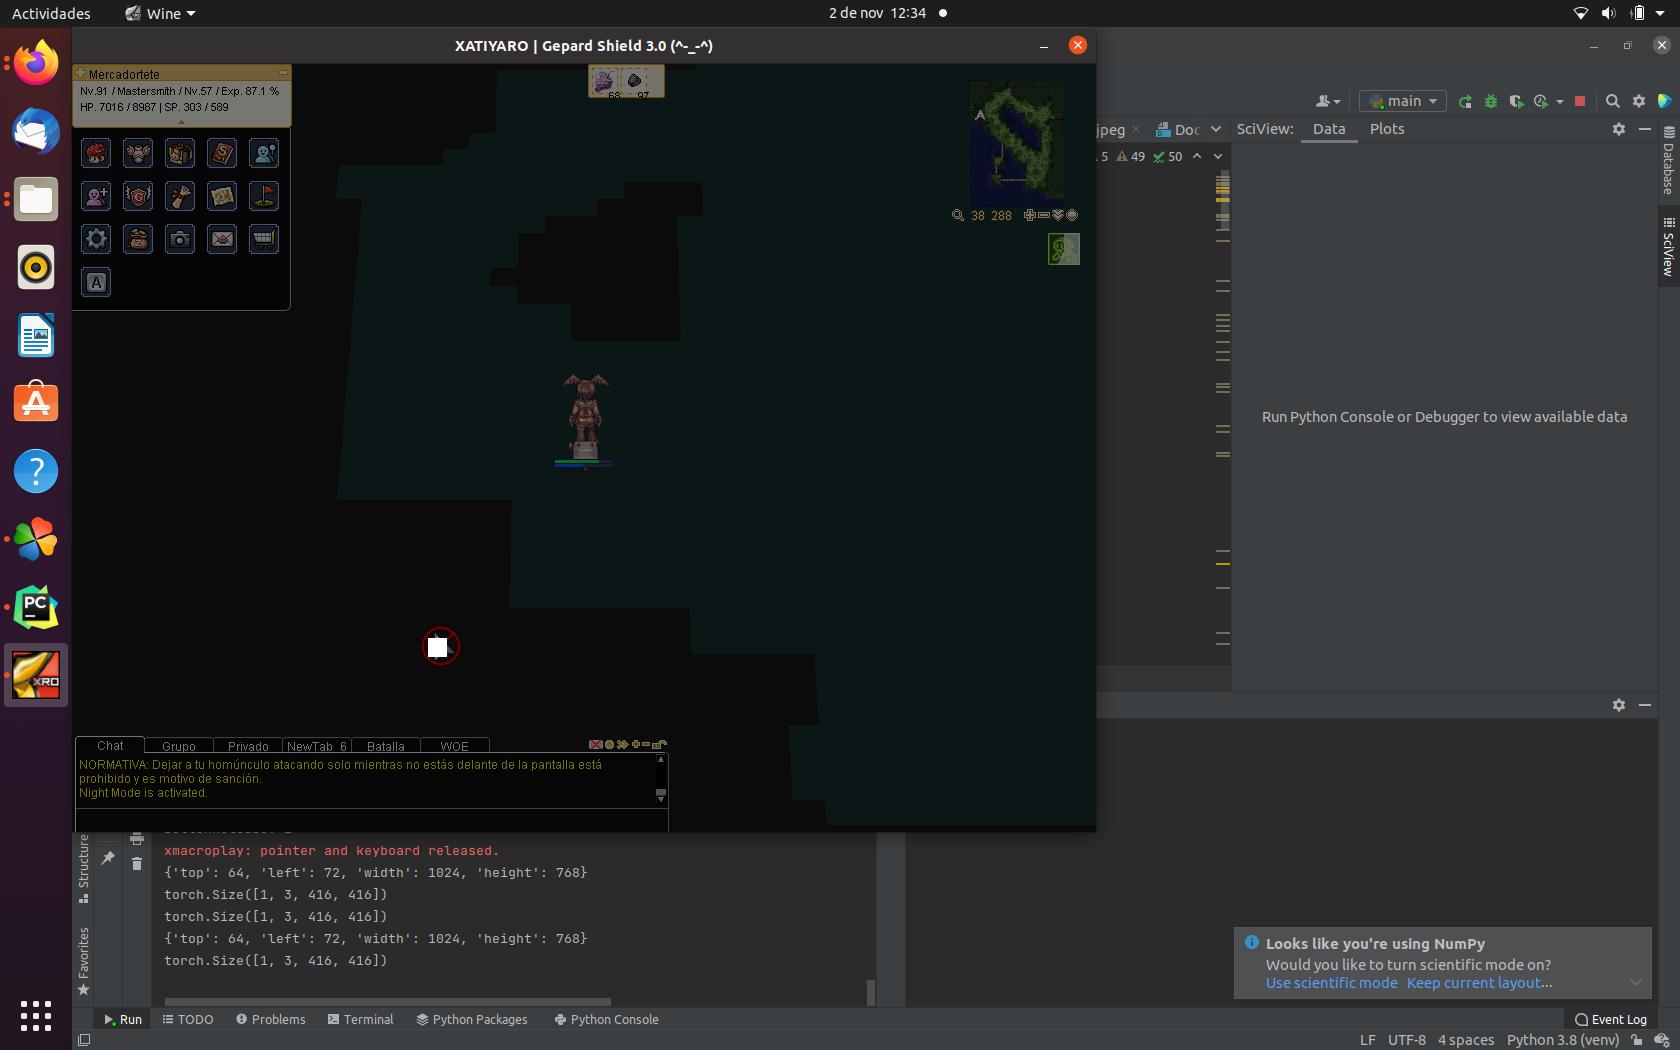 Actividades
Wine
2 de nov 12:34
XATIYARO | Gepard Shield 3.0 (^-_-^)
Mercadortete
Nv.91 / Mastersmith / Nv.57 / Exp. 87.1 %
HP. 7016 / 8987 | SP. 303 / 589
68 97
A
38 288
A
main
jpeg
Doc
SciView:
Data
Plots
5
49
50
Database
SciView
Run Python Console or Debugger to view available data
PC
XRO
Chat
Grupo
Privado
NewTab_6
Batalla
WOE
NORMATIVA: Dejar a tu homúnculo atacando solo mientras no estás delante de la pantalla está
prohibido y es motivo de sanción.
Night Mode is activated.
xmacroplay: pointer and keyboard released.
{'top': 64, 'left': 72, 'width': 1024, 'height': 768}
torch.Size([1, 3, 416, 416])
torch.Size([1, 3, 416, 416])
{'top': 64, 'left': 72, 'width': 1024, 'height': 768}
torch.Size([1, 3, 416, 416])
Structure
Favorites
Looks like you're using NumPy
Would you like to turn scientific mode on?
Use scientific mode Keep current layout...
Run
TODO
Problems
Terminal
Python Packages
Python Console
Event Log
LF UTF-8 4 spaces Python 3.8 (venv)